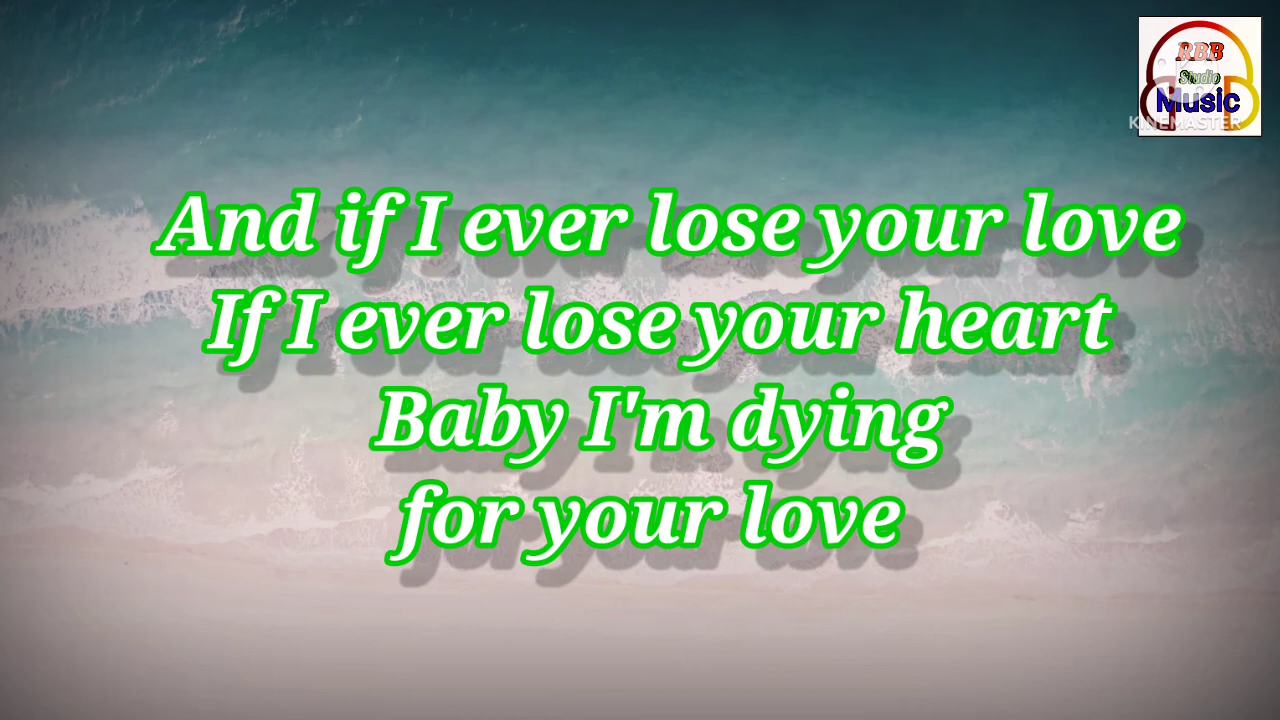 RBB
Studio
Music
KINEMASTER
And if I ever lose your love
If I ever lose your heart
Baby I'm dying
for your love